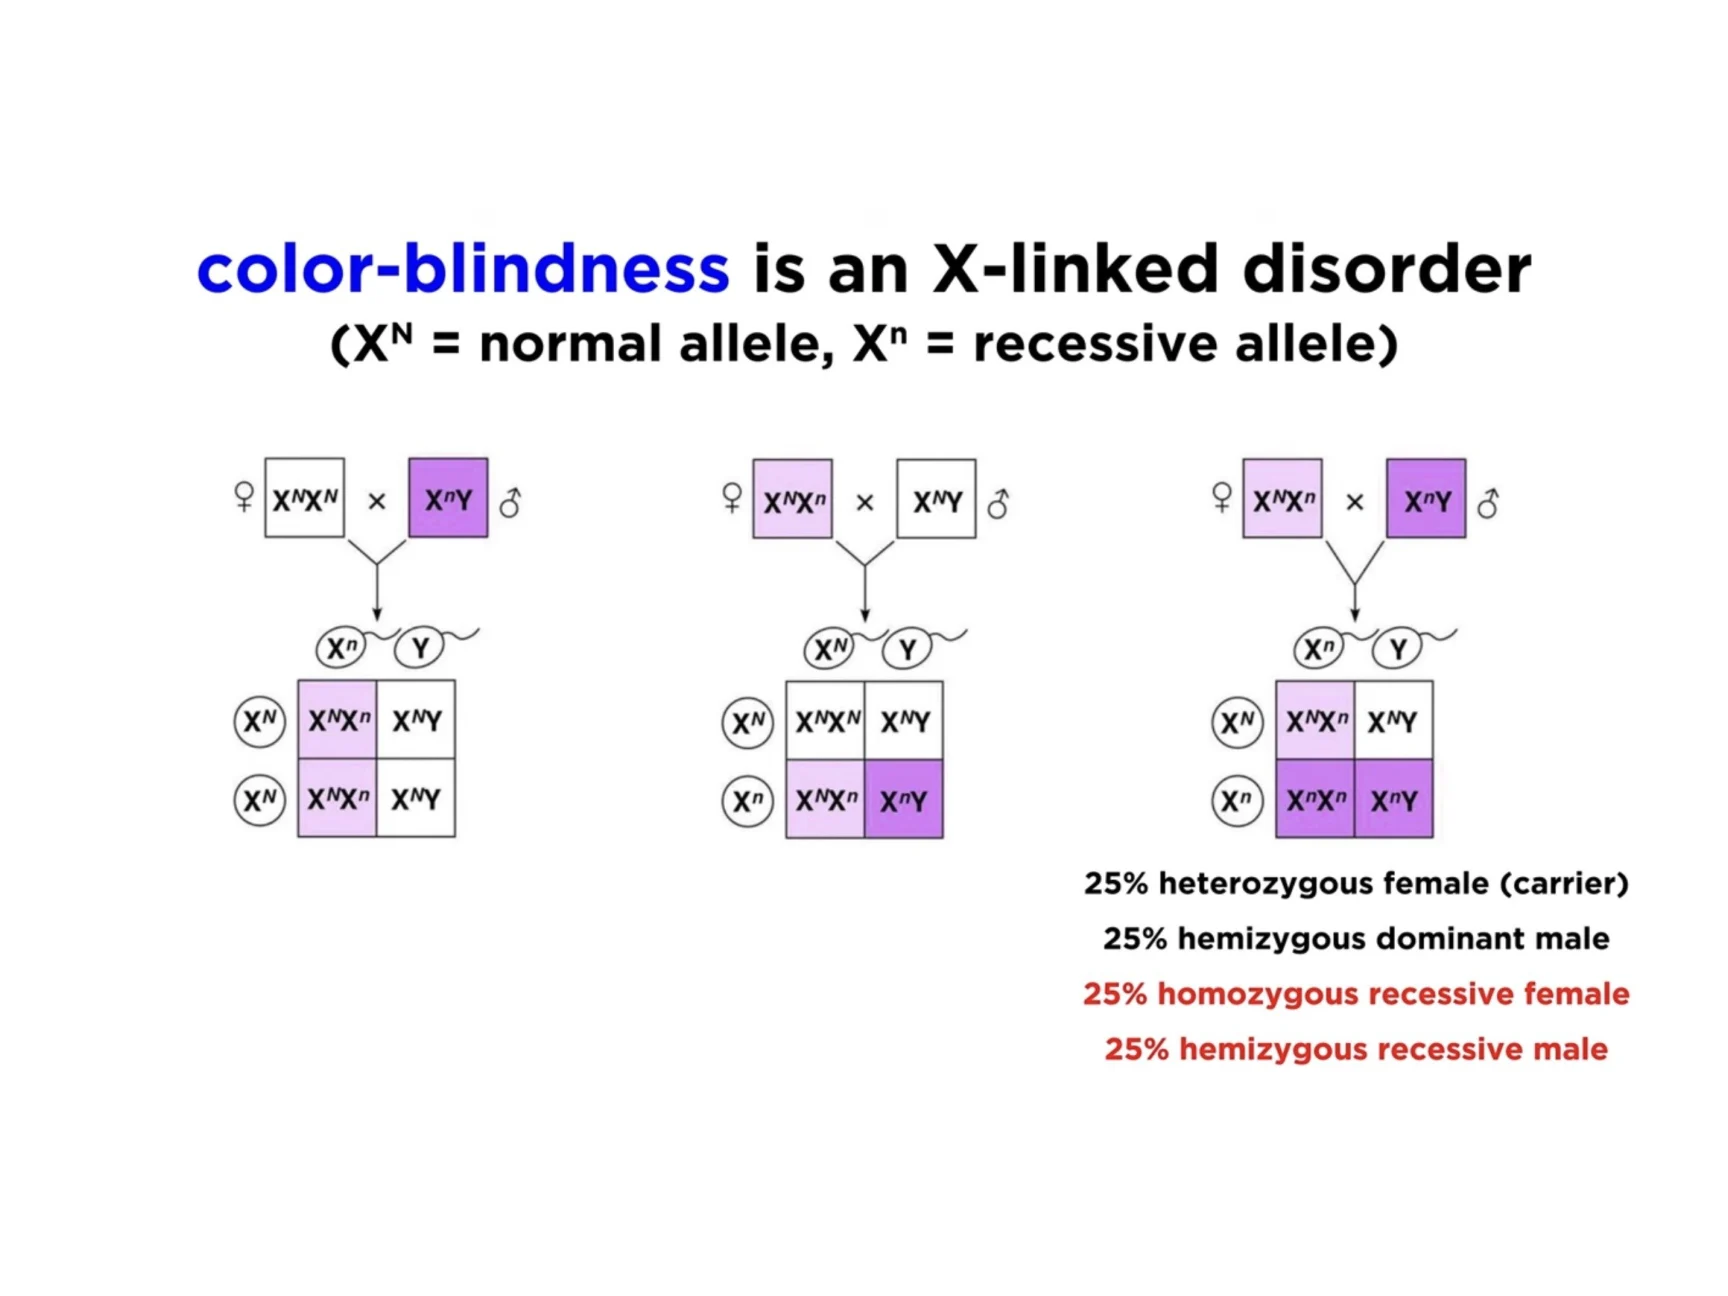 color-blindness is an X-linked disorder
(Xᴺ = normal allele, Xⁿ = recessive allele)
♀ XᴺXᴺ × XⁿY ♂
Xⁿ Y
Xᴺ XᴺXⁿ XᴺY
Xᴺ XᴺXⁿ XᴺY
♀ XᴺXⁿ × XᴺY ♂
Xᴺ Y
Xᴺ XᴺXᴺ XᴺY
Xⁿ XᴺXⁿ XⁿY
♀ XᴺXⁿ × XⁿY ♂
Xⁿ Y
Xᴺ XᴺXⁿ XᴺY
Xⁿ XⁿXⁿ XⁿY
25% heterozygous female (carrier)
25% hemizygous dominant male
25% homozygous recessive female
25% hemizygous recessive male